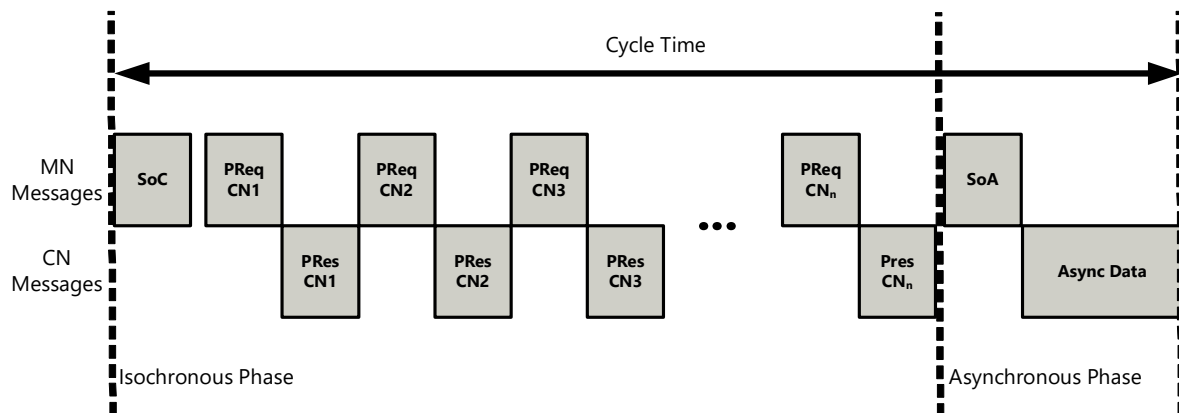 Cycle Time
MN
Messages
SoC
PReq
CN1
PReq
CN2
PReq
CN3
PReq
CNn
SoA
CN
Messages
PRes
CN1
PRes
CN2
PRes
CN3
...
Pres
CNn
Async Data
Isochronous Phase
Asynchronous Phase